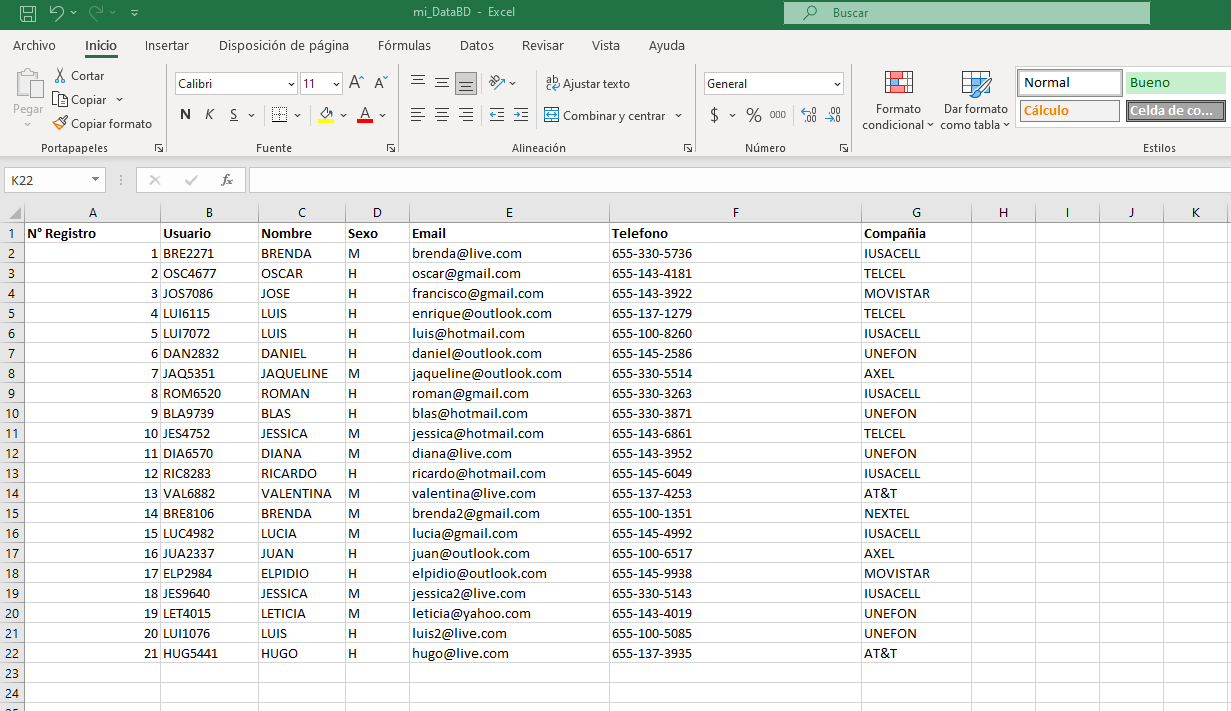 mi_DataBD - Excel
Buscar
Archivo Inicio Insertar Disposición de página Fórmulas Datos Revisar Vista Ayuda
Pegar
Cortar
Copiar
Copiar formato
Portapapeles
Calibri 11 A A
N K S A
Fuente
ab Ajustar texto
Combinar y centrar
Alineación
General
$ % 000
Número
Formato condicional
Dar formato como tabla
Normal Bueno
Cálculo Celda de co...
Estilos
K22 fx
A B C D E F G H I J K
1 N° Registro Usuario Nombre Sexo Email Telefono Compañia
2 1 BRE2271 BRENDA M brenda@live.com 655-330-5736 IUSACELL
3 2 OSC4677 OSCAR H oscar@gmail.com 655-143-4181 TELCEL
4 3 JOS7086 JOSE H francisco@gmail.com 655-143-3922 MOVISTAR
5 4 LUI6115 LUIS H enrique@outlook.com 655-137-1279 TELCEL
6 5 LUI7072 LUIS H luis@hotmail.com 655-100-8260 IUSACELL
7 6 DAN2832 DANIEL H daniel@outlook.com 655-145-2586 UNEFON
8 7 JAQ5351 JAQUELINE M jaqueline@outlook.com 655-330-5514 AXEL
9 8 ROM6520 ROMAN H roman@gmail.com 655-330-3263 IUSACELL
10 9 BLA9739 BLAS H blas@hotmail.com 655-330-3871 UNEFON
11 10 JES4752 JESSICA M jessica@hotmail.com 655-143-6861 TELCEL
12 11 DIA6570 DIANA M diana@live.com 655-143-3952 UNEFON
13 12 RIC8283 RICARDO H ricardo@hotmail.com 655-145-6049 IUSACELL
14 13 VAL6882 VALENTINA M valentina@live.com 655-137-4253 AT&T
15 14 BRE8106 BRENDA M brenda2@gmail.com 655-100-1351 NEXTEL
16 15 LUC4982 LUCIA M lucia@gmail.com 655-145-4992 IUSACELL
17 16 JUA2337 JUAN H juan@outlook.com 655-100-6517 AXEL
18 17 ELP2984 ELPIDIO H elpidio@outlook.com 655-145-9938 MOVISTAR
19 18 JES9640 JESSICA M jessica2@live.com 655-330-5143 IUSACELL
20 19 LET4015 LETICIA M leticia@yahoo.com 655-143-4019 UNEFON
21 20 LUI1076 LUIS H luis2@live.com 655-100-5085 UNEFON
22 21 HUG5441 HUGO H hugo@live.com 655-137-3935 AT&T
23
24